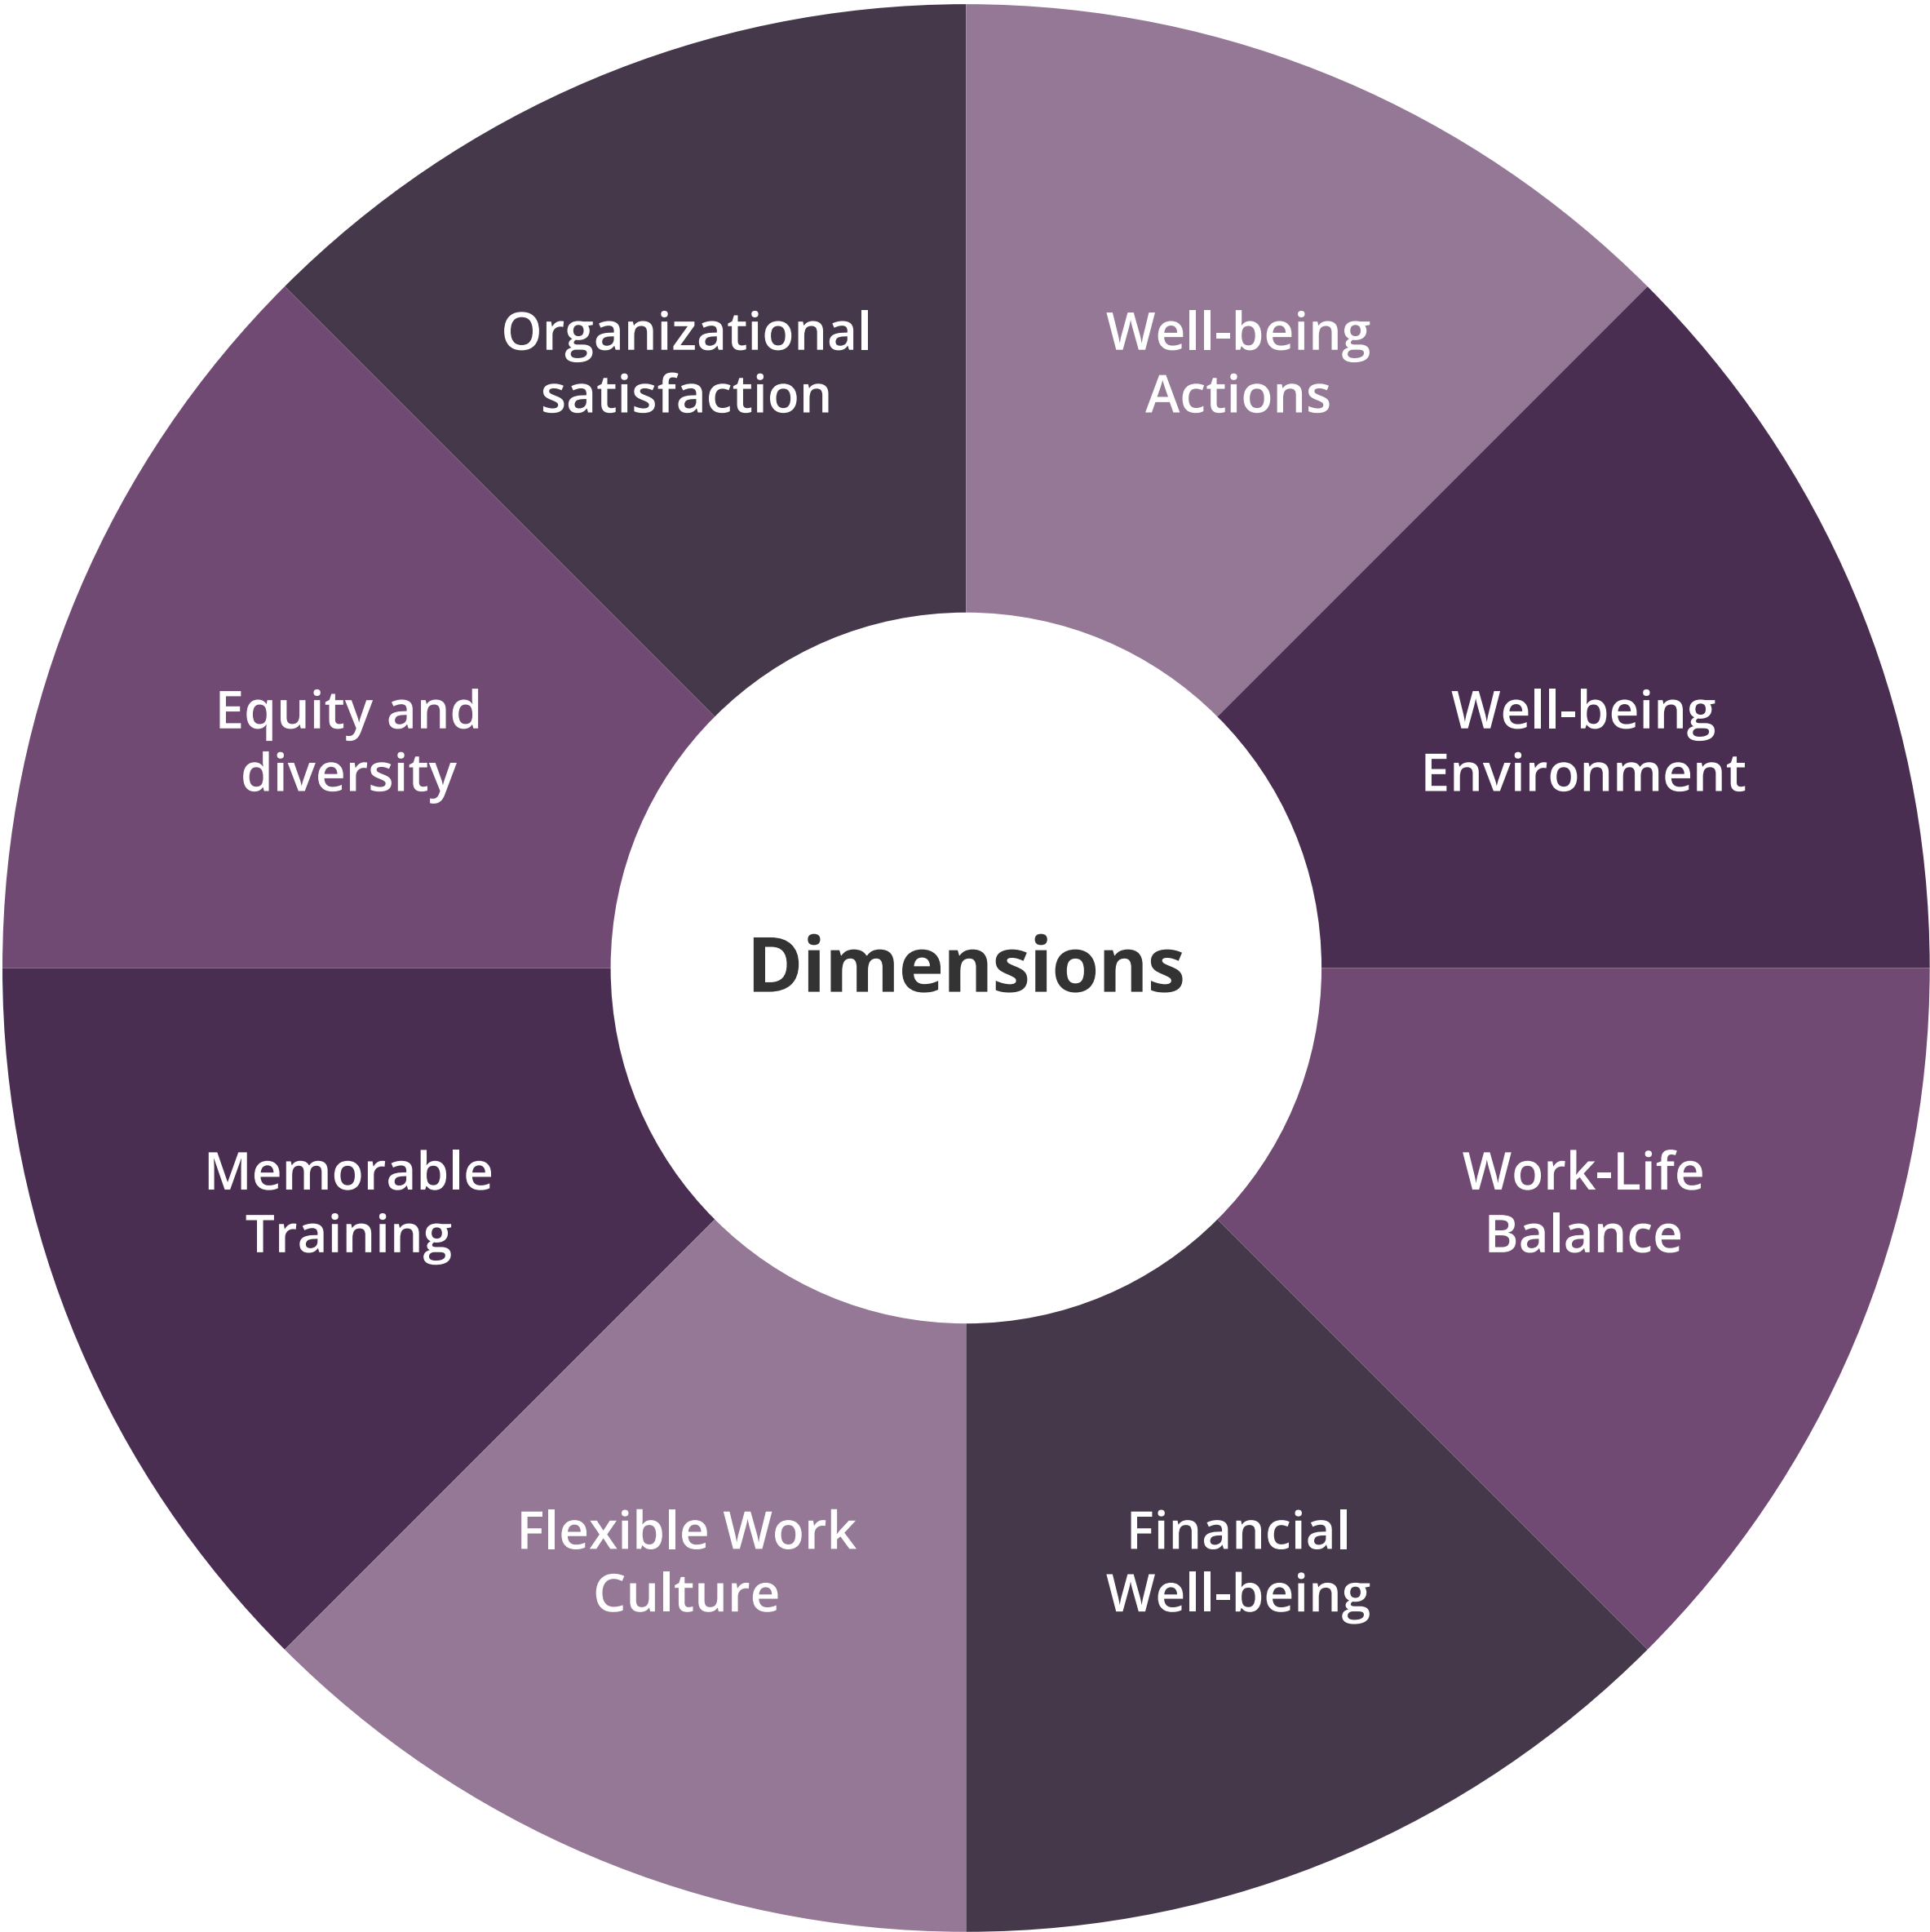 Organizational
satisfaction
Well-being
Actions
Equity and
diversity
Well-being
Environment
Dimensions
Memorable
Training
Work-Life
Balance
Flexible Work
Culture
Financial
Well-being